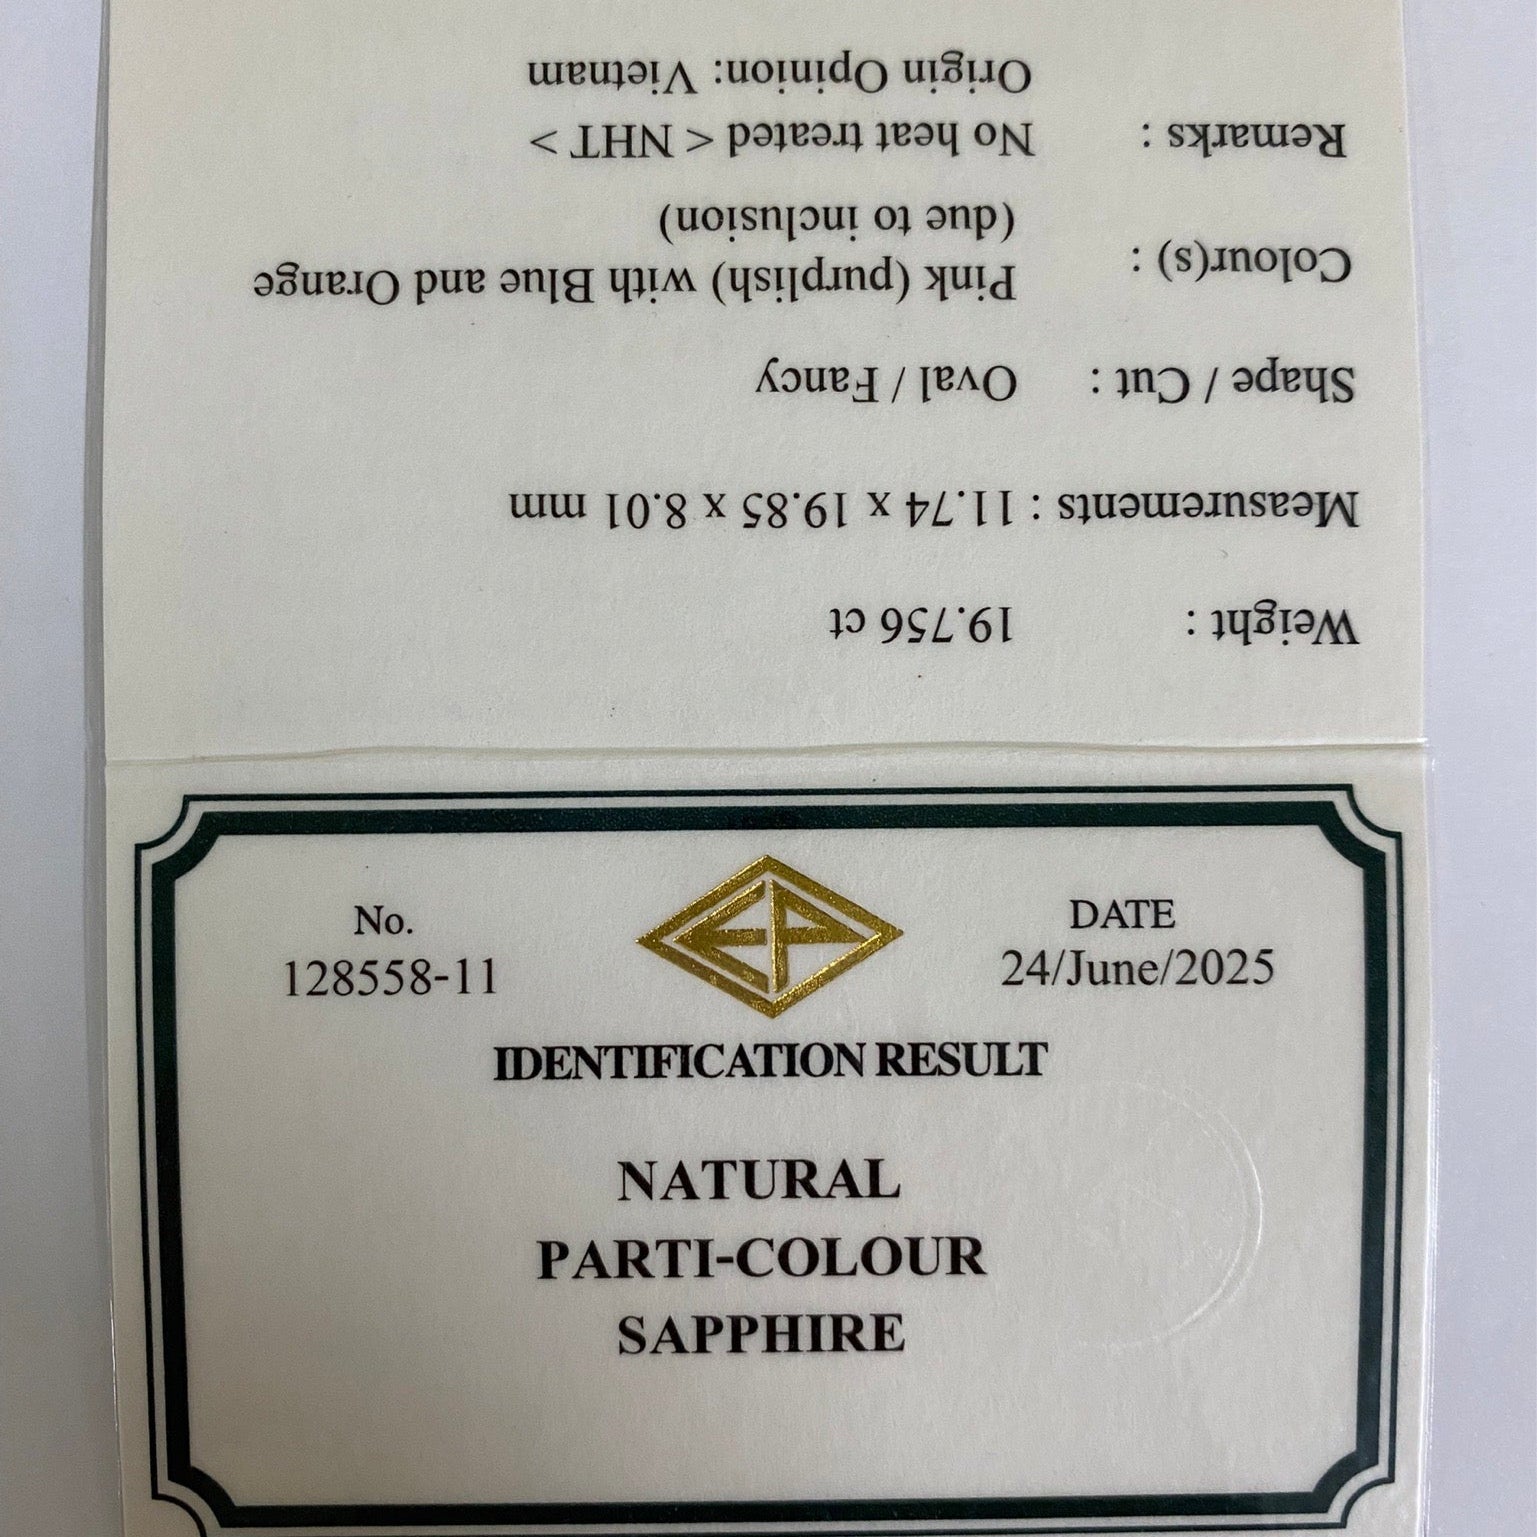 No.
128558-11
EP
DATE
24/June/2025
IDENTIFICATION RESULT
NATURAL
PARTI-COLOUR
SAPPHIRE
Weight : 19.756 ct
Measurements : 11.74 x 19.85 x 8.01 mm
Shape / Cut : Oval / Fancy
Colour(s) : Pink (purplish) with Blue and Orange
(due to inclusion)
Remarks : No heat treated < NHT >
Origin Opinion: Vietnam